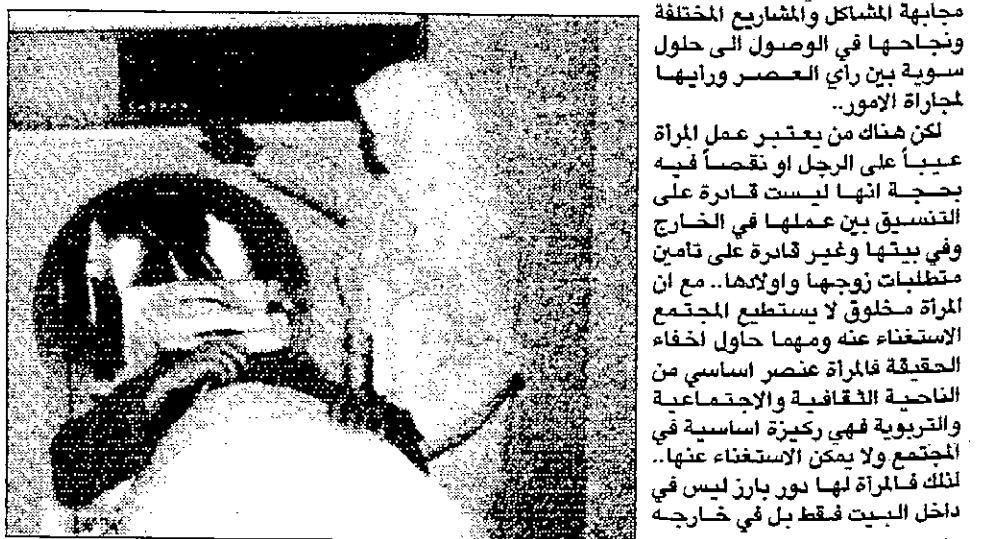 مجابهة المشاكل والمشاريع المختلفة
ونجاحها في الوصول الى حلول
سوية بين رأي العصر ورايها
لمجاراة الامور..
لكن هناك من يعتبر عمل المرأة
عيباً على الرجل او نقصاً فيه
بحجة انها ليست قادرة على
التنسيق بين عملها في الخارج
وفي بيتها وغير قادرة على تامين
متطلبات زوجها واولادها.. مع ان
المرأة مخلوق لا يستطيع المجتمع
الاستغناء عنه ومهما حاول اخفاء
الحقيقة فالمرأة عنصر اساسي من
الناحية الثقافية والاجتماعية
والتربوية فهي ركيزة اساسية في
المجتمع ولا يمكن الاستغناء عنها..
لذلك فالمرأة لها دور بارز ليس في
داخل البيت فقط بل في خارجه